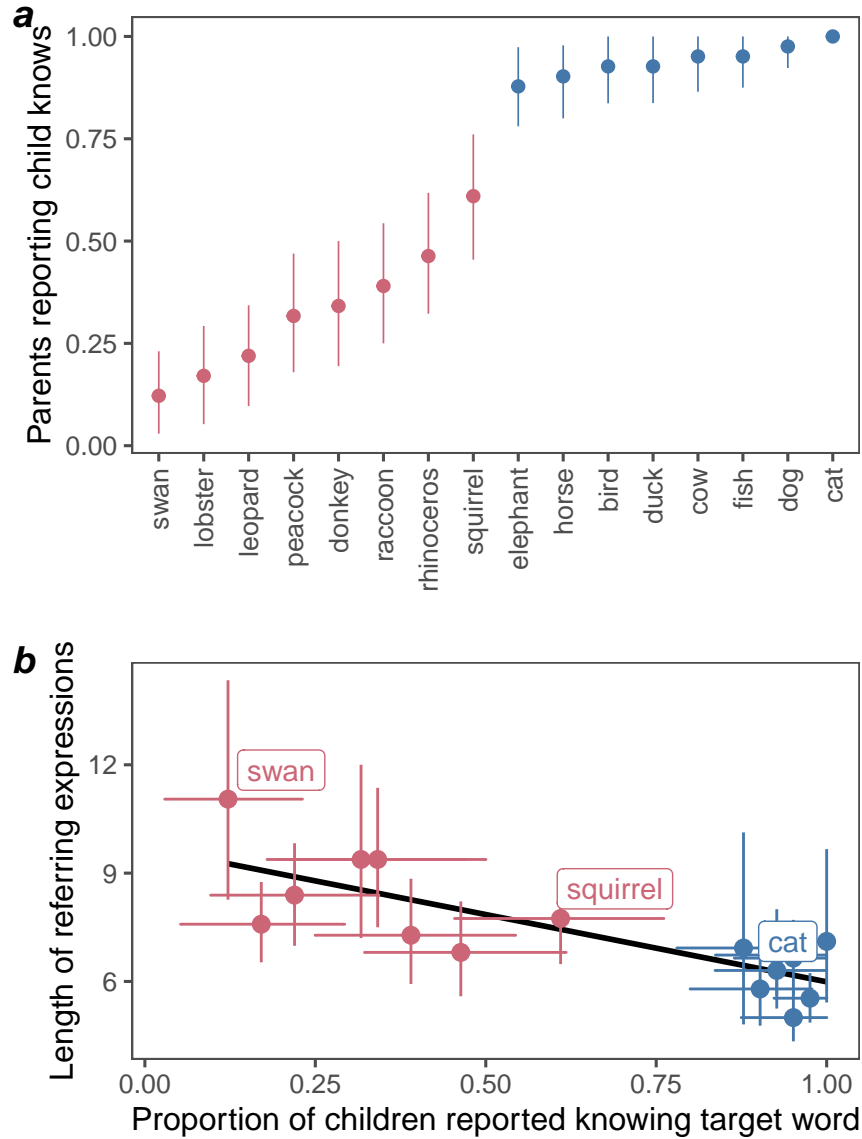 a
Parents reporting child knows
1.00
0.75
0.50
0.25
0.00
swan
lobster
leopard
peacock
donkey
raccoon
rhinoceros
squirrel
elephant
horse
bird
duck
cow
fish
dog
cat
b
Length of referring expressions
12
9
6
swan
squirrel
cat
0.00
0.25
0.50
0.75
1.00
Proportion of children reported knowing target word